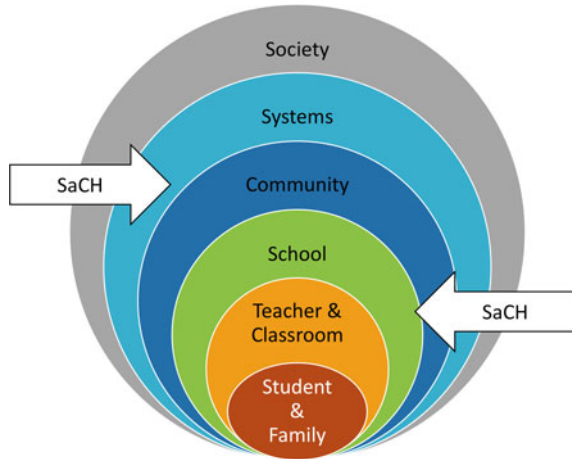 Society
Systems
SaCH
Community
School
Teacher &
Classroom
SaCH
Student
&
Family